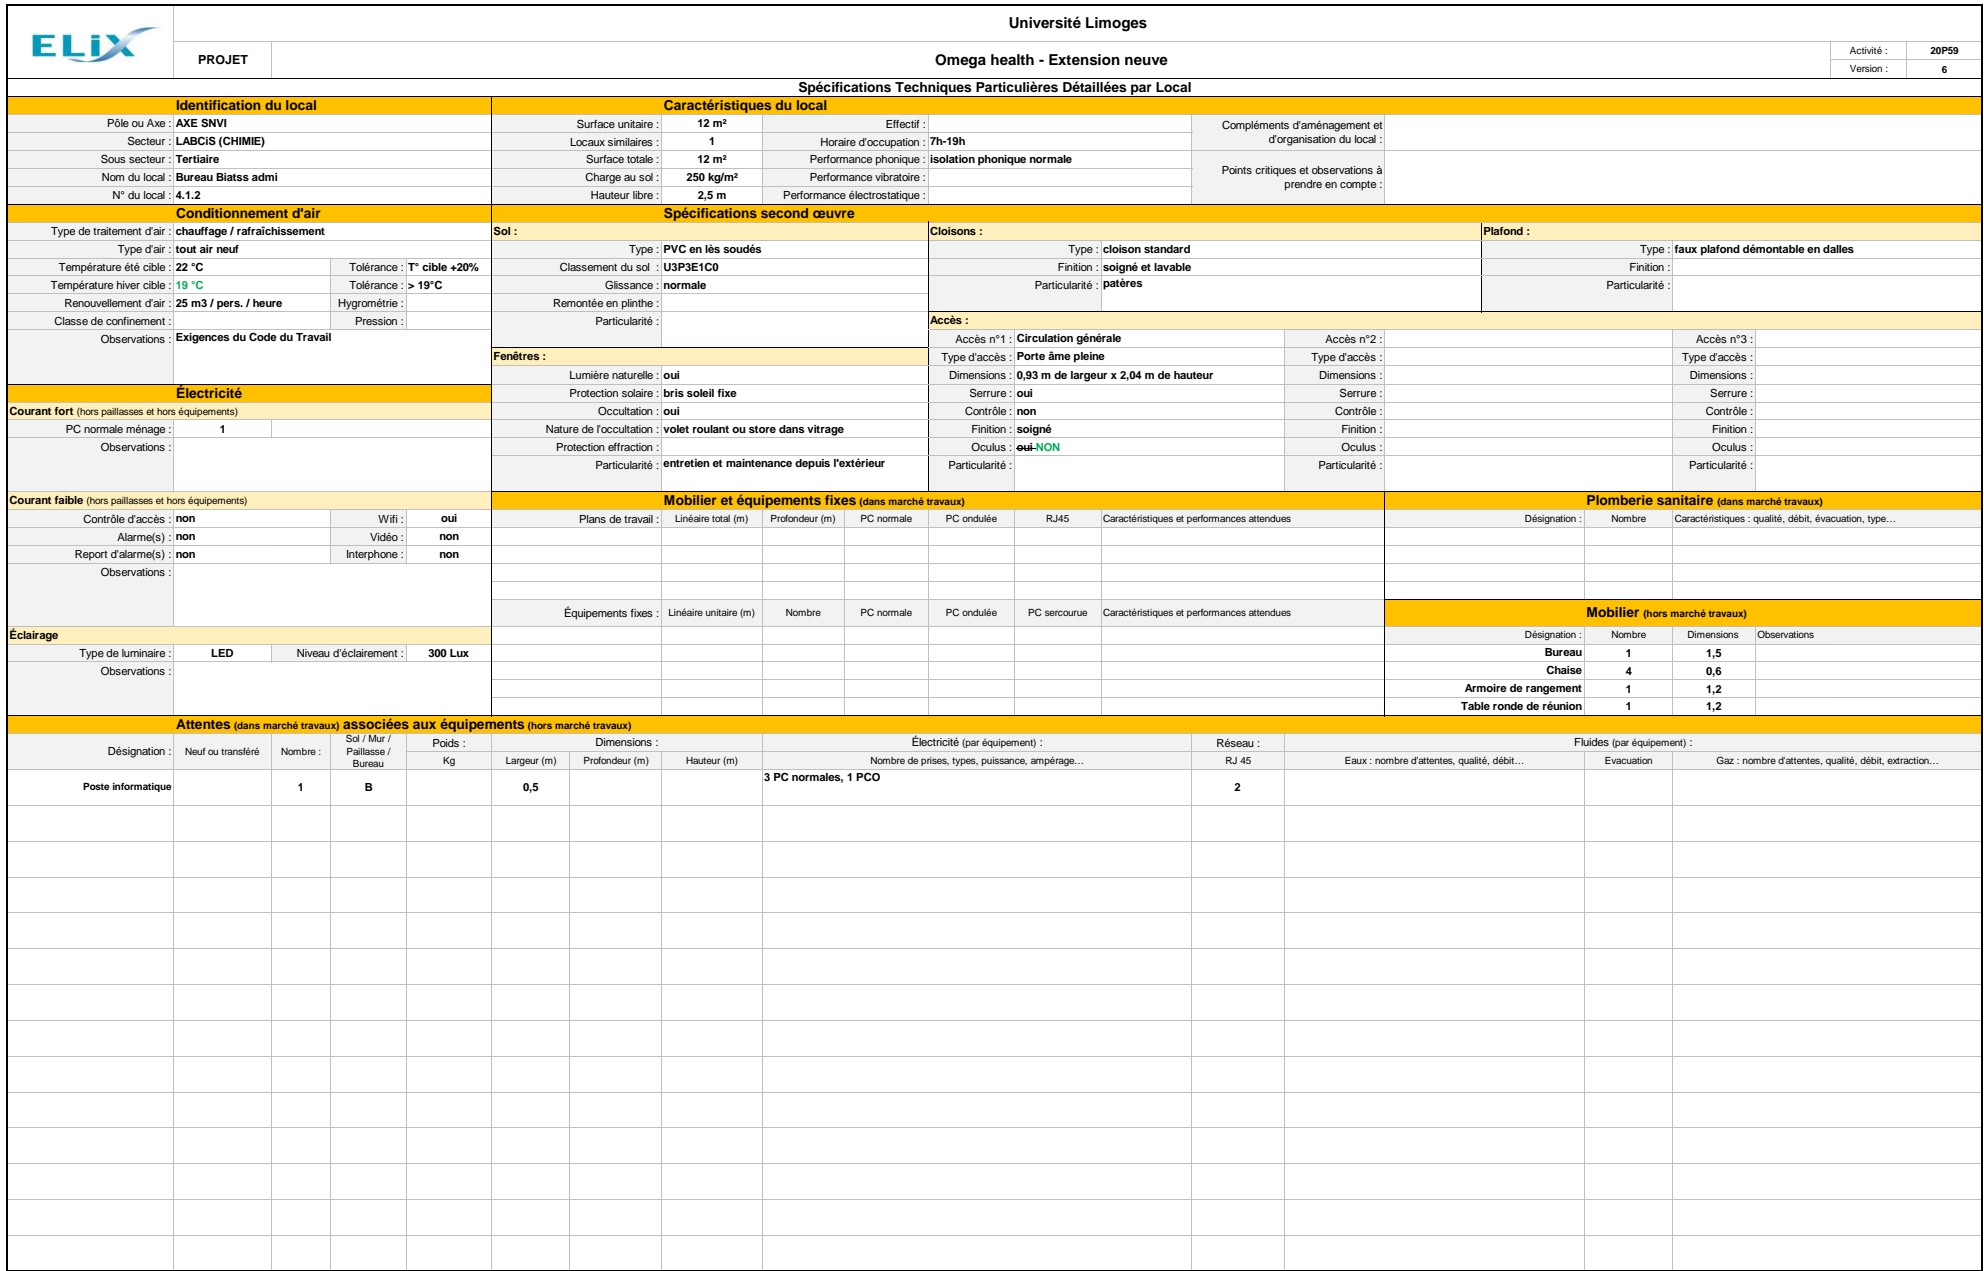 ELiX
Université Limoges
PROJET
Omega health - Extension neuve
Activité : 20P59
Version : 6
Spécifications Techniques Particulières Détaillées par Local
Identification du local
Caractéristiques du local
Pôle ou Axe : AXE SNVI
Surface unitaire : 12 m²
Effectif :
Compléments d'aménagement et d'organisation du local :
Secteur : LABCiS (CHIMIE)
Locaux similaires : 1
Horaire d'occupation : 7h-19h
Sous secteur : Tertiaire
Surface totale : 12 m²
Performance phonique : isolation phonique normale
Nom du local : Bureau Biatss admi
Charge au sol : 250 kg/m²
Performance vibratoire :
Points critiques et observations à prendre en compte :
N° du local : 4.1.2
Hauteur libre : 2,5 m
Performance électrostatique :
Conditionnement d'air
Type de traitement d'air : chauffage / rafraîchissement
Type d'air : tout air neuf
Température été cible : 22 °C Tolérance : T° cible +20%
Température hiver cible : 19 °C Tolérance : > 19°C
Renouvellement d'air : 25 m3 / pers. / heure Hygrométrie :
Classe de confinement : Pression :
Observations : Exigences du Code du Travail
Spécifications second œuvre
Sol :
Type : PVC en lès soudés
Classement du sol : U3P3E1C0
Glissance : normale
Remontée en plinthe :
Particularité :
Cloisons :
Type : cloison standard
Finition : soigné et lavable
Particularité : patères
Plafond :
Type : faux plafond démontable en dalles
Finition :
Particularité :
Fenêtres :
Lumière naturelle : oui
Protection solaire : bris soleil fixe
Occultation : oui
Nature de l'occultation : volet roulant ou store dans vitrage
Protection effraction :
Particularité : entretien et maintenance depuis l'extérieur
Accès :
Accès n°1 : Circulation générale
Type d'accès : Porte âme pleine
Dimensions : 0,93 m de largeur x 2,04 m de hauteur
Serrure : oui
Contrôle : non
Finition : soigné
Oculus : oui NON
Particularité :
Accès n°2 :
Type d'accès :
Dimensions :
Serrure :
Contrôle :
Finition :
Oculus :
Particularité :
Accès n°3 :
Type d'accès :
Dimensions :
Serrure :
Contrôle :
Finition :
Oculus :
Particularité :
Électricité
Courant fort (hors paillasses et hors équipements)
PC normale ménage : 1
Observations :
Courant faible (hors paillasses et hors équipements)
Contrôle d'accès : non Wifi : oui
Alarme(s) : non Vidéo : non
Report d'alarme(s) : non Interphone : non
Observations :
Éclairage
Type de luminaire : LED Niveau d'éclairement : 300 Lux
Observations :
Mobilier et équipements fixes (dans marché travaux)
Plans de travail : Linéaire total (m) Profondeur (m) PC normale PC ondulée RJ45 Caractéristiques et performances attendues
Équipements fixes : Linéaire unitaire (m) Nombre PC normale PC ondulée PC sercourue Caractéristiques et performances attendues
Plomberie sanitaire (dans marché travaux)
Désignation : Nombre Caractéristiques : qualité, débit, évacuation, type…
Mobilier (hors marché travaux)
Désignation : Nombre Dimensions Observations
Bureau 1 1,5
Chaise 4 0,6
Armoire de rangement 1 1,2
Table ronde de réunion 1 1,2
Attentes (dans marché travaux) associées aux équipements (hors marché travaux)
Désignation : Neuf ou transféré Nombre : Sol / Mur / Paillasse / Bureau Poids : Dimensions : Électricité (par équipement) : Réseau : Fluides (par équipement) :
Kg Largeur (m) Profondeur (m) Hauteur (m) Nombre de prises, types, puissance, ampérage… RJ 45 Eaux : nombre d'attentes, qualité, débit… Evacuation Gaz : nombre d'attentes, qualité, débit, extraction…
Poste informatique 1 B 0,5 3 PC normales, 1 PCO 2